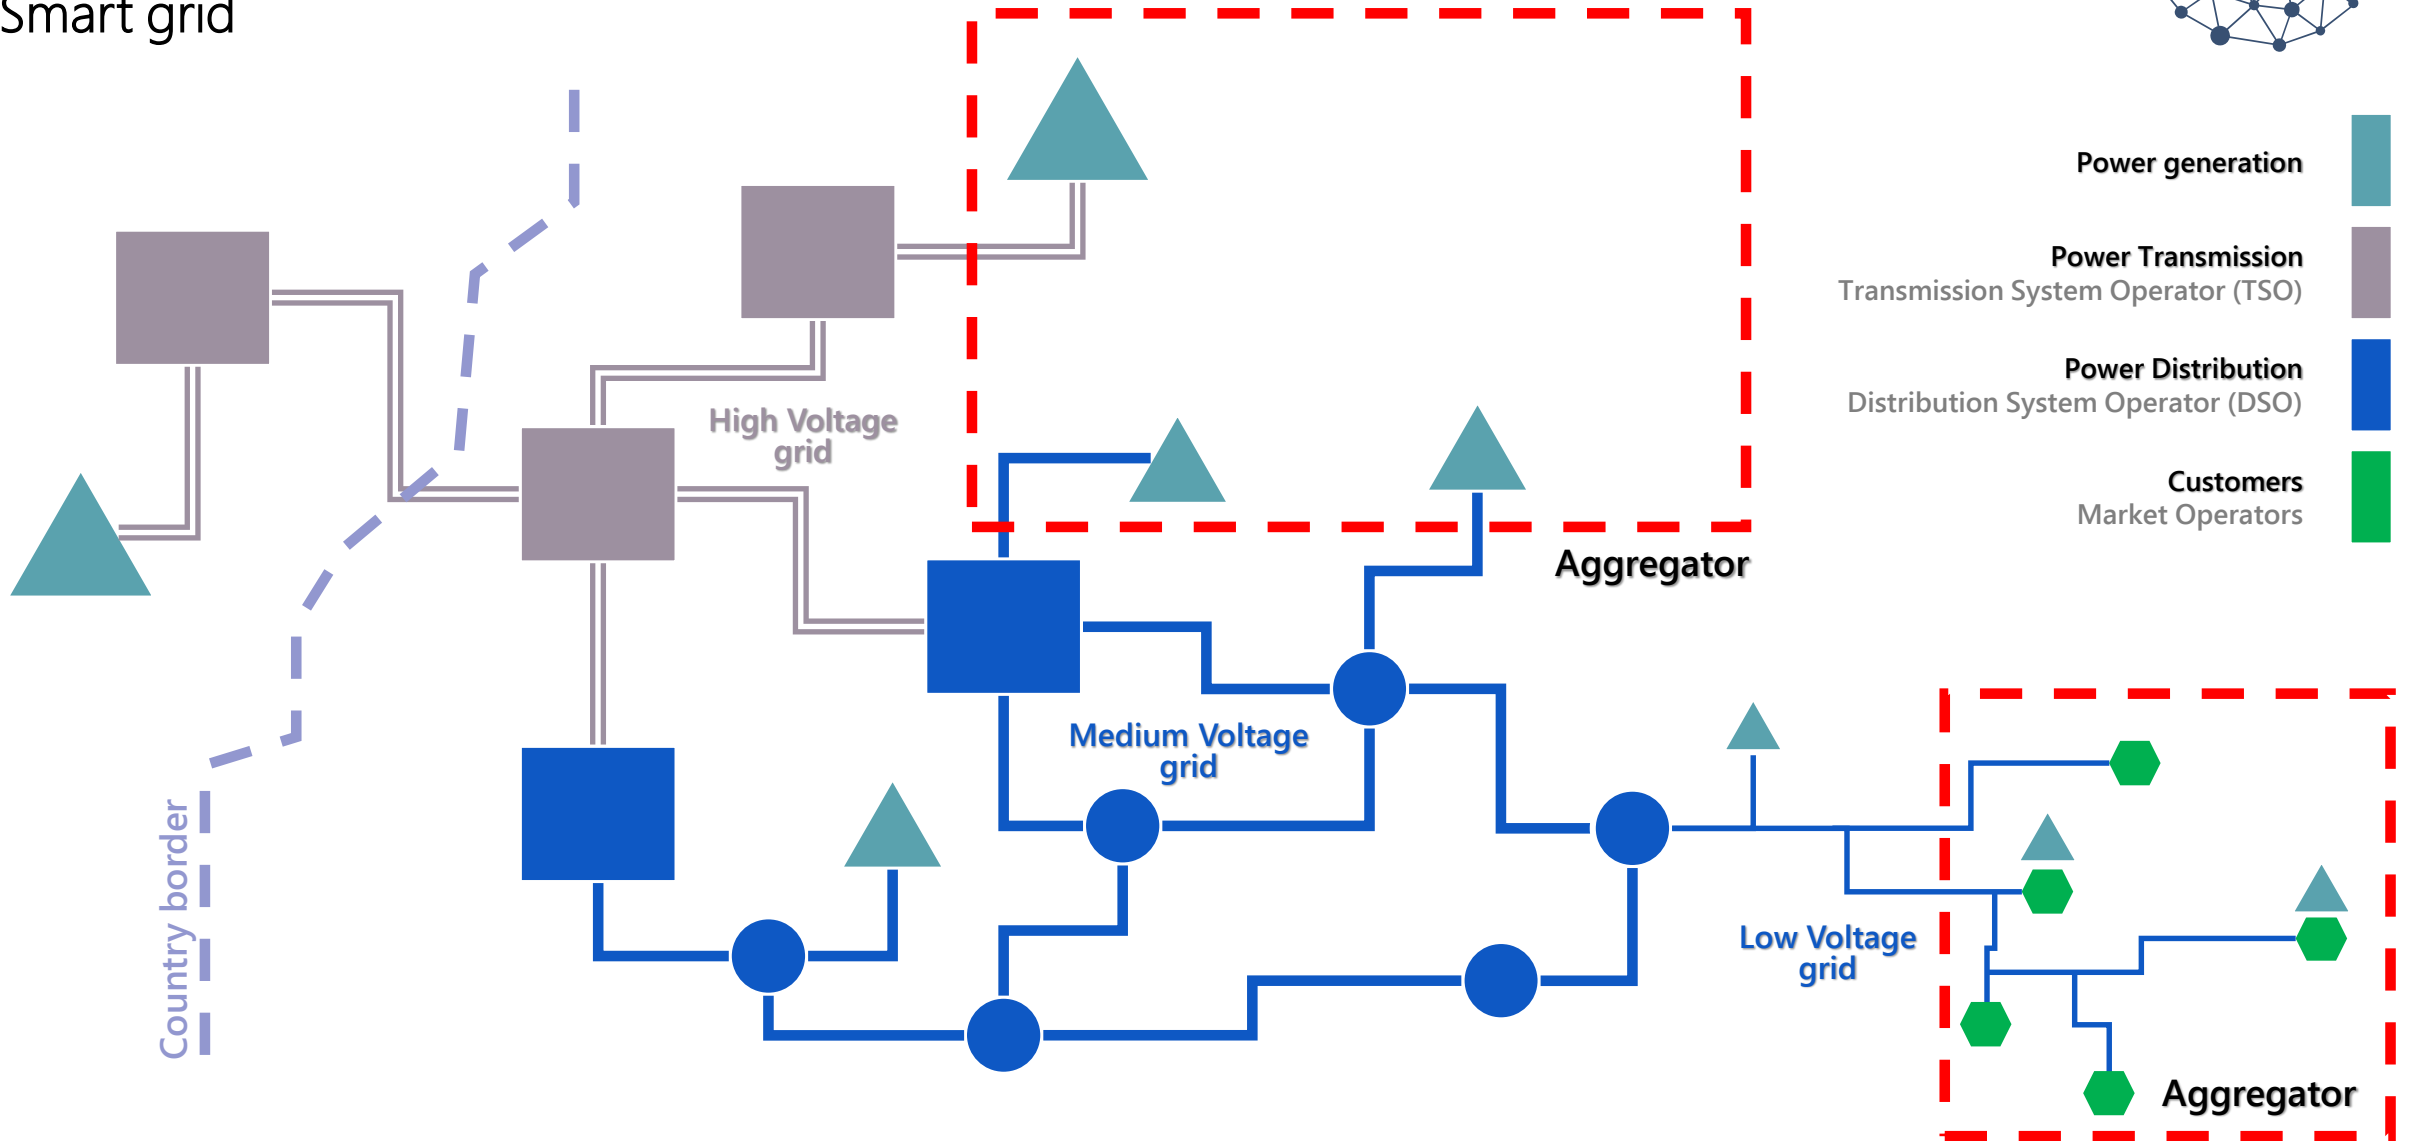 Smart grid
Power generation
Power Transmission
Transmission System Operator (TSO)
Power Distribution
Distribution System Operator (DSO)
Customers
Market Operators
High Voltage
grid
Aggregator
Medium Voltage
grid
Country border
Low Voltage
grid
Aggregator